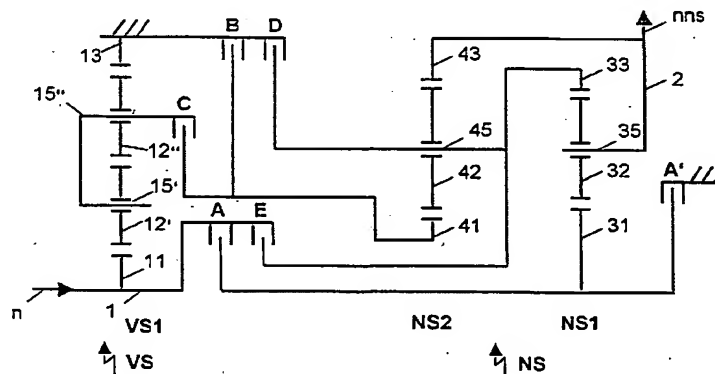 B D nns
13 43 33
15" C 2
12" 45 35
15' 42 32 A'
12' A E 41 31
11
n 1 VS1 NS2 NS1
VS NS